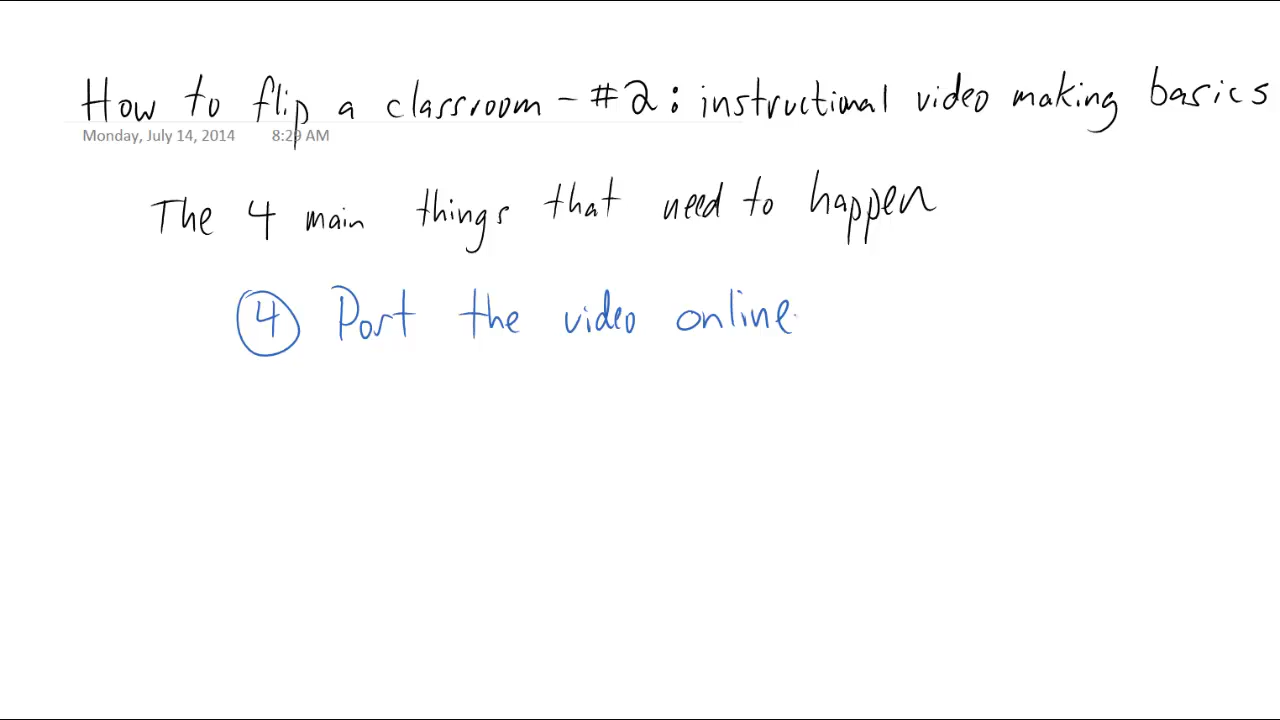 How to flip a classroom - #2: instructional video making basics
Monday, July 14, 2014 8:29 AM
The 4 main things that need to happen
4 Post the video online.